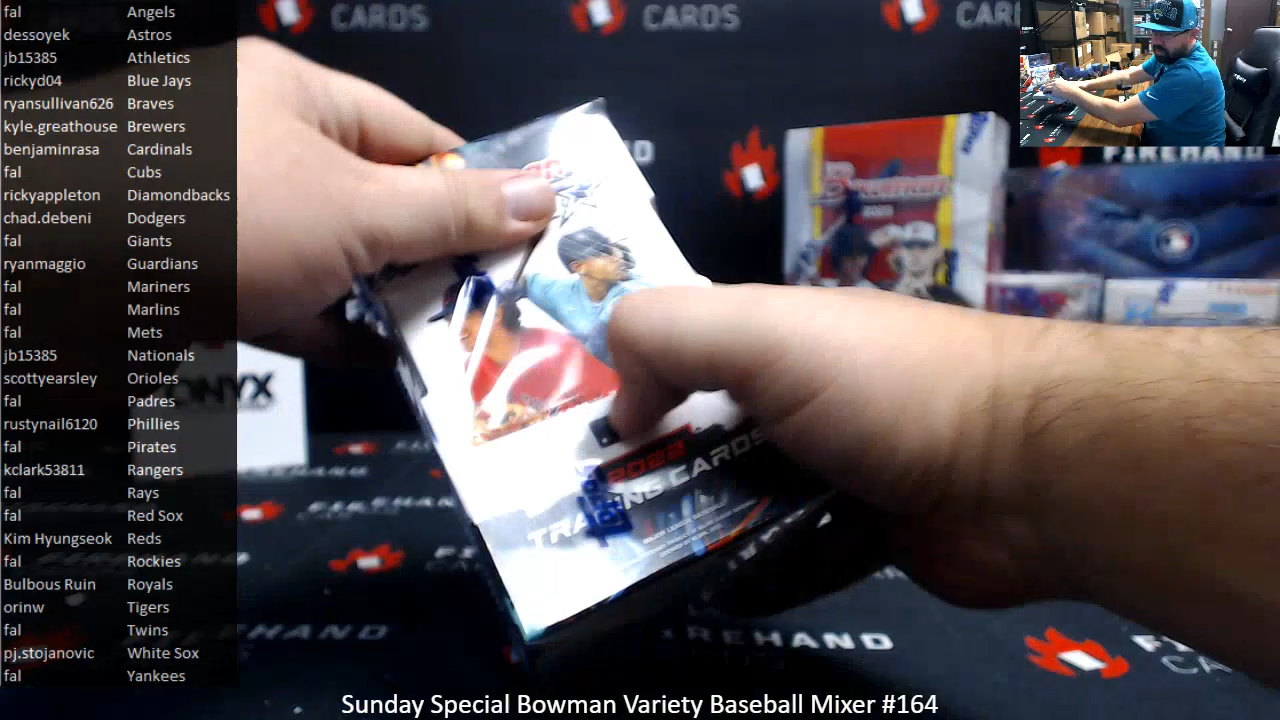 fal Angels
dessoyek Astros
jb15385 Athletics
rickyd04 Blue Jays
ryansullivan626 Braves
kyle.greathouse Brewers
benjaminrasa Cardinals
fal Cubs
rickyappleton Diamondbacks
chad.debeni Dodgers
fal Giants
ryanmaggio Guardians
fal Mariners
fal Marlins
fal Mets
jb15385 Nationals
scottyearsley Orioles
fal Padres
rustynail6120 Phillies
fal Pirates
kclark53811 Rangers
fal Rays
fal Red Sox
Kim Hyungseok Reds
fal Rockies
Bulbous Ruin Royals
orinw Tigers
fal Twins
pj.stojanovic White Sox
fal Yankees
CARDS
CARDS
Bowman
FIREHAND
ONYX
2022
TRADING CARDS
Sunday Special Bowman Variety Baseball Mixer #164